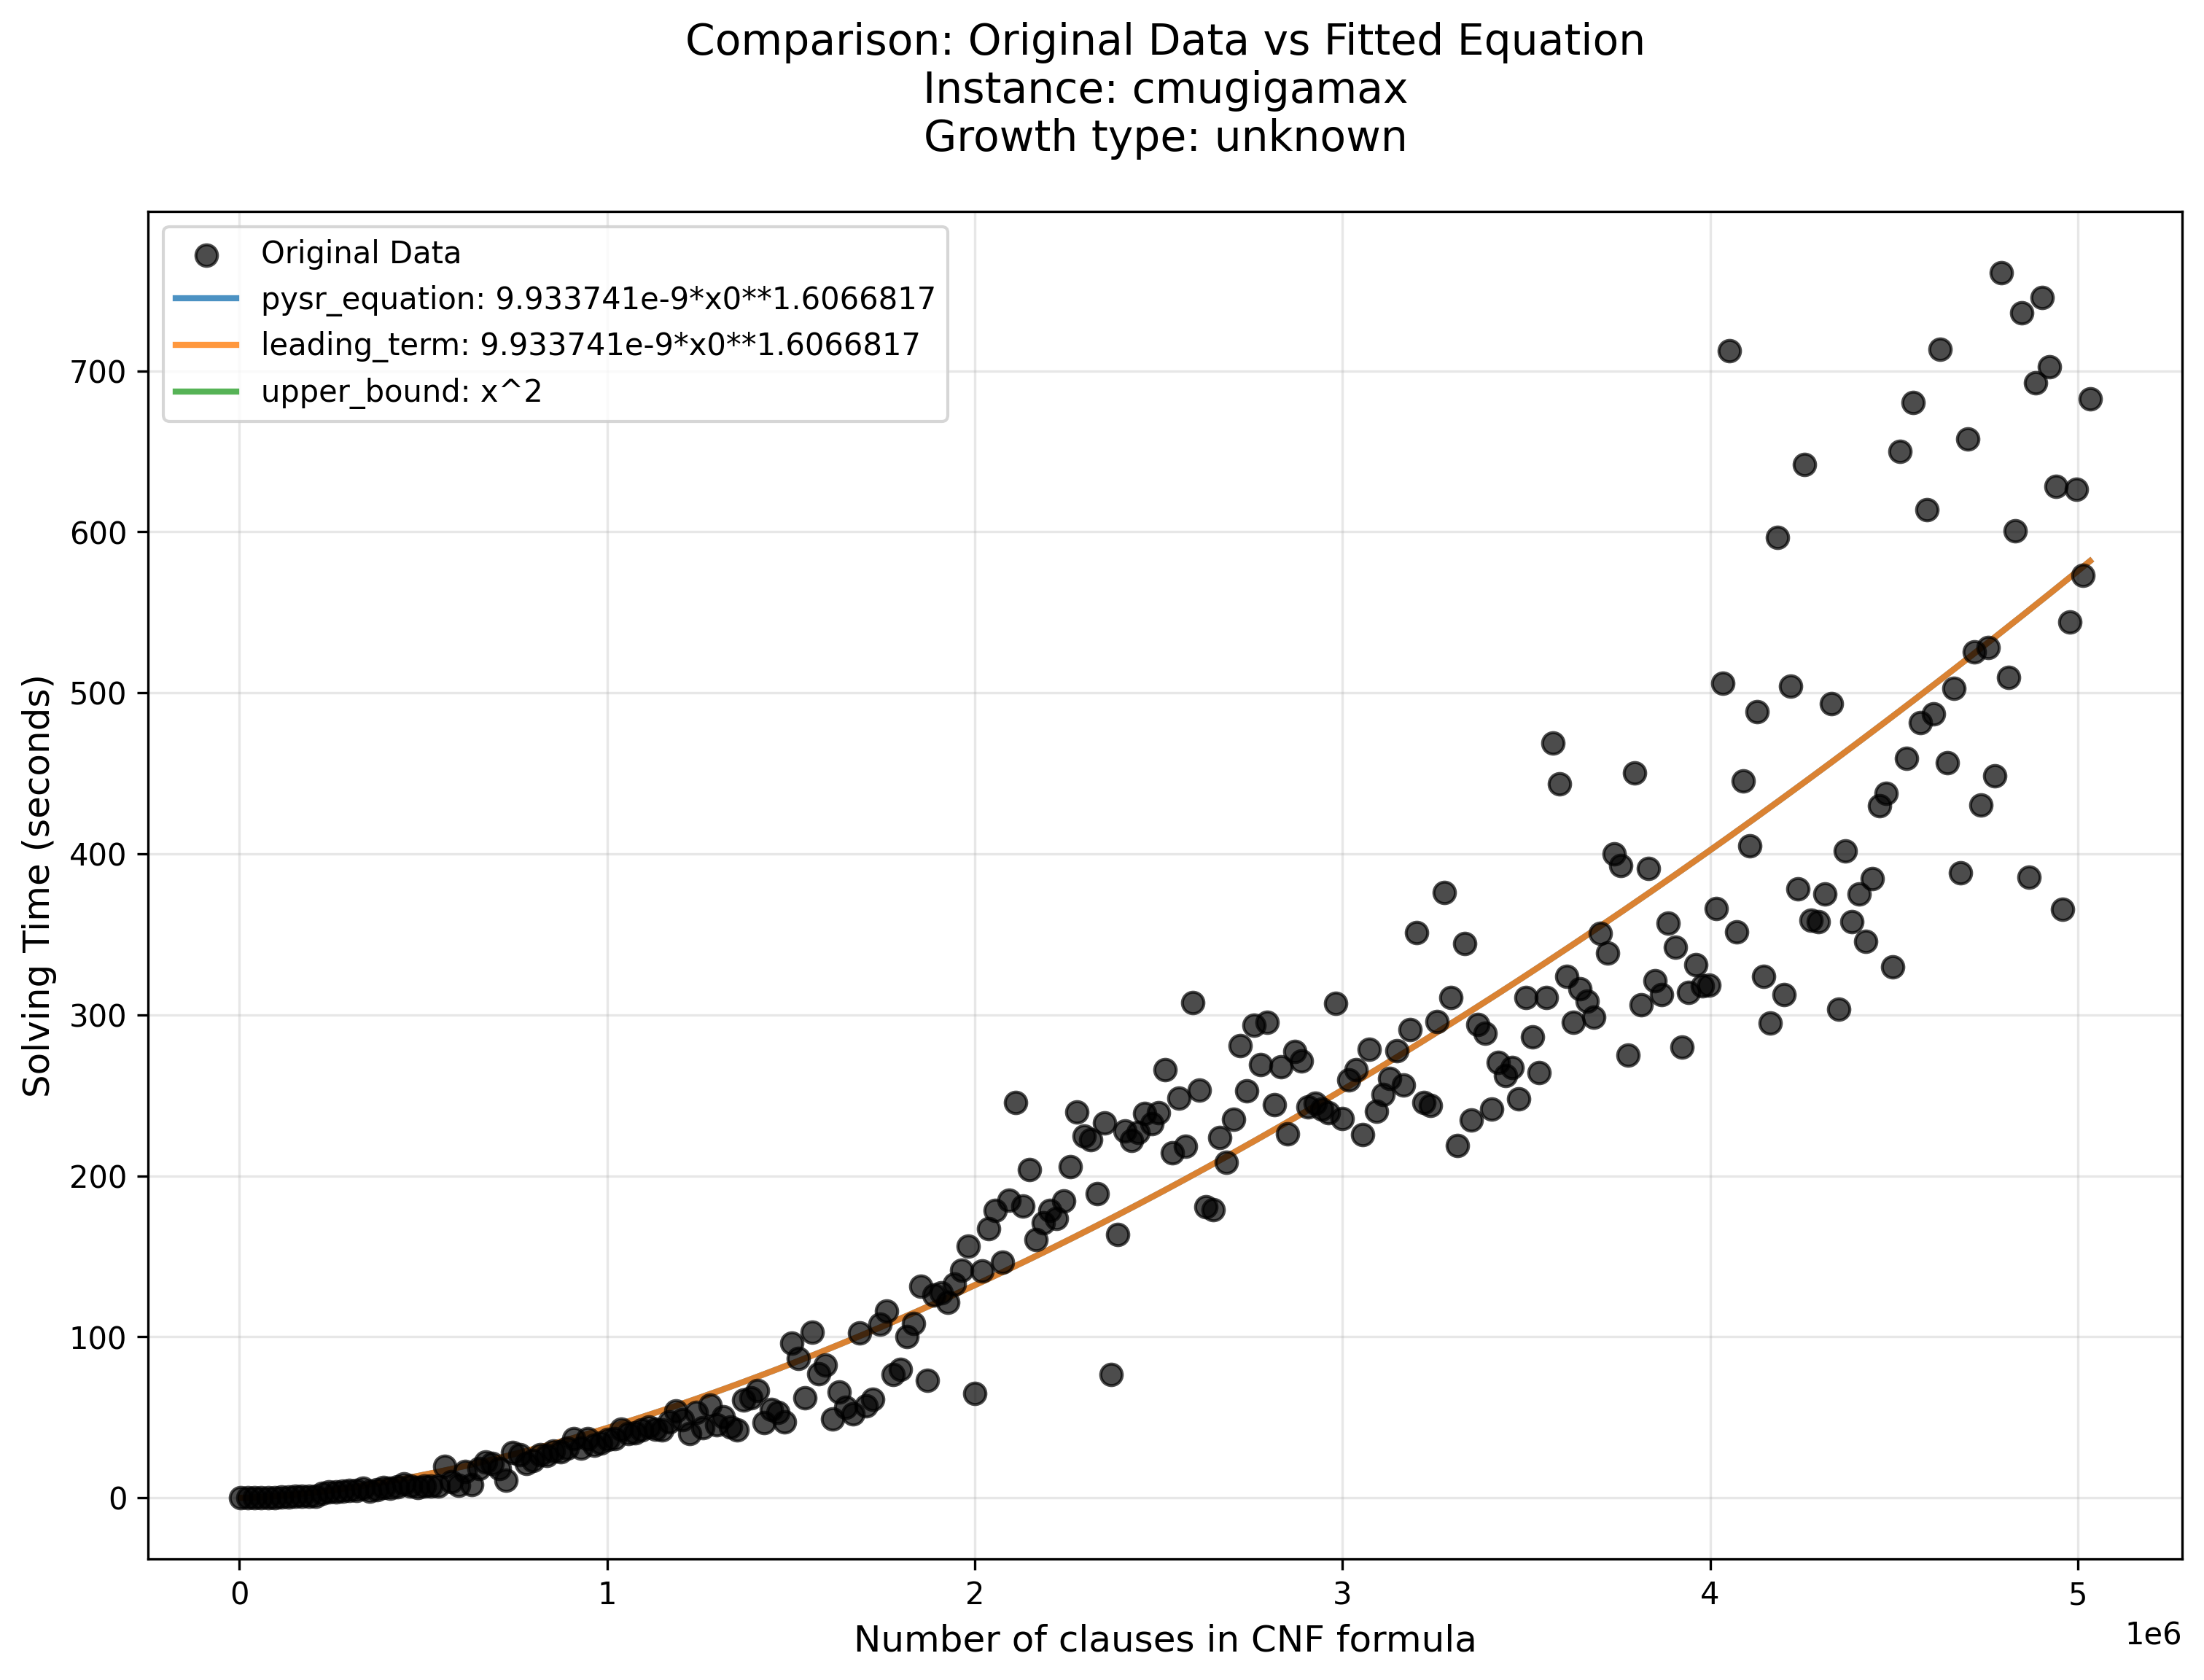 Comparison: Original Data vs Fitted Equation
Instance: cmugigamax
Growth type: unknown
Original Data
pysr_equation: 9.933741e-9*x0**1.6066817
leading_term: 9.933741e-9*x0**1.6066817
upper_bound: x^2
700
600
500
400
300
200
100
0
Solving Time (seconds)
0 1 2 3 4 5
1e6
Number of clauses in CNF formula